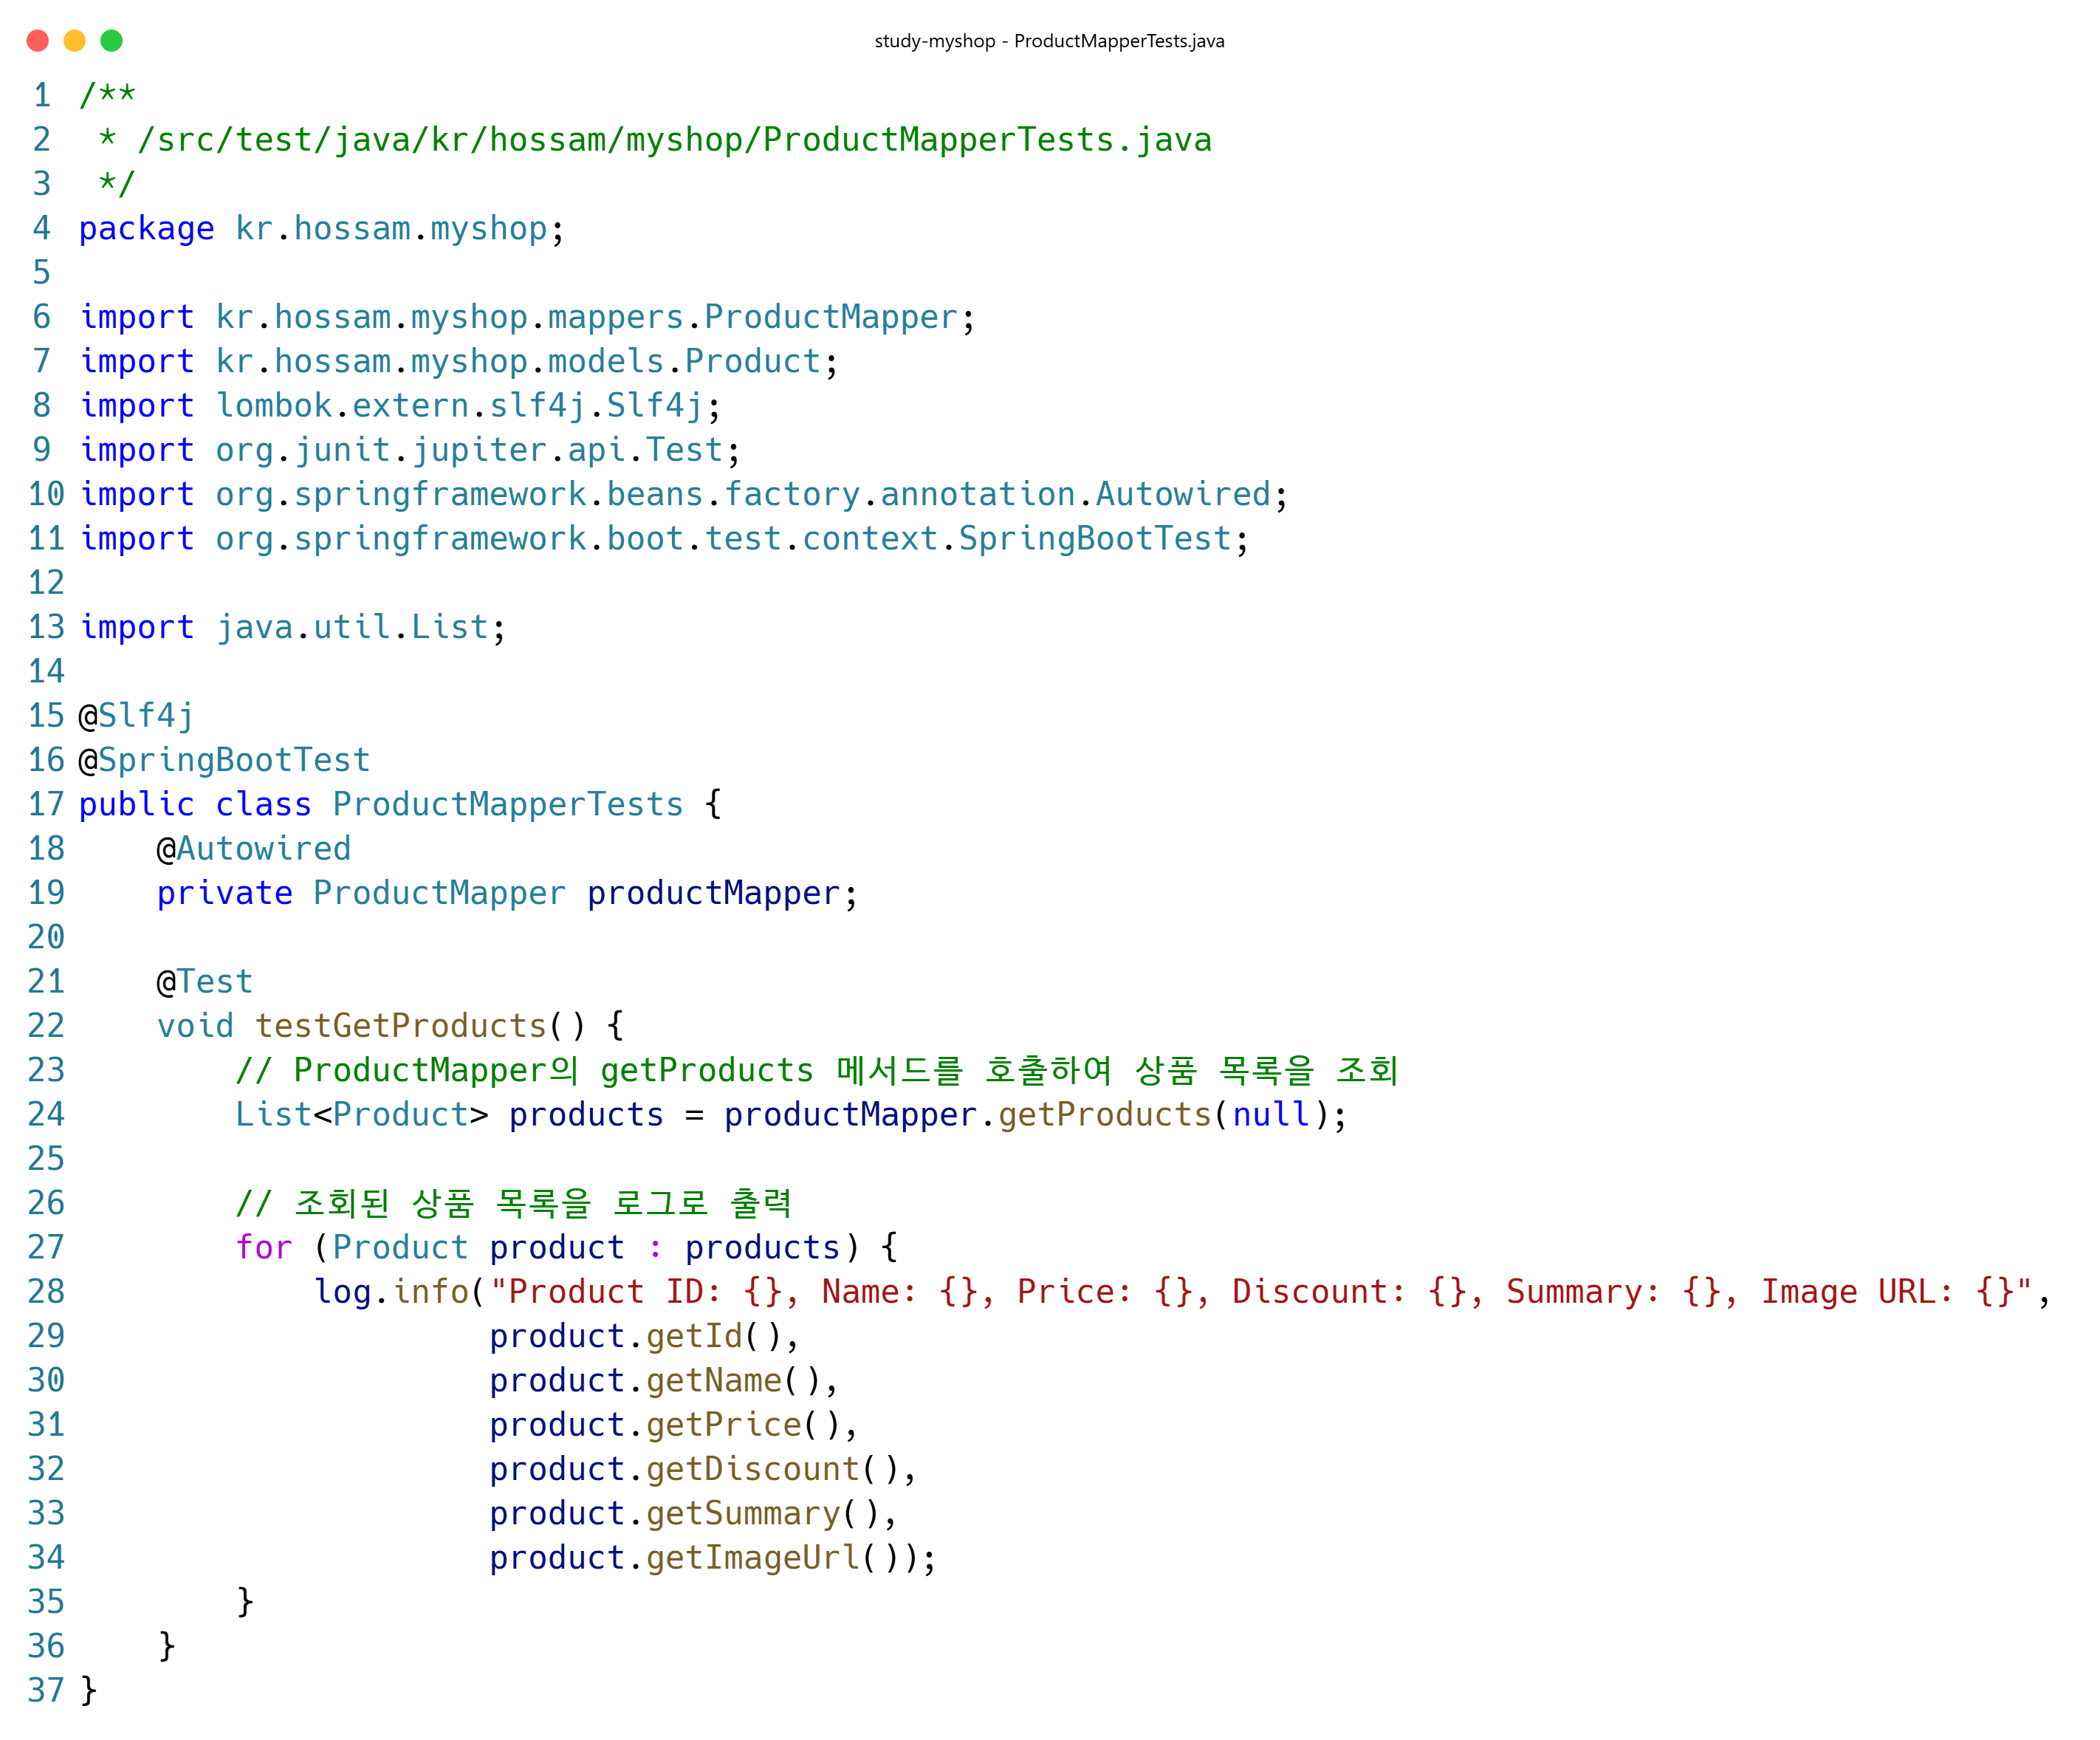 study-myshop - ProductMapperTests.java
1 /**
2  * /src/test/java/kr/hossam/myshop/ProductMapperTests.java
3  */
4 package kr.hossam.myshop;
5
6 import kr.hossam.myshop.mappers.ProductMapper;
7 import kr.hossam.myshop.models.Product;
8 import lombok.extern.slf4j.Slf4j;
9 import org.junit.jupiter.api.Test;
10 import org.springframework.beans.factory.annotation.Autowired;
11 import org.springframework.boot.test.context.SpringBootTest;
12
13 import java.util.List;
14
15 @Slf4j
16 @SpringBootTest
17 public class ProductMapperTests {
18     @Autowired
19     private ProductMapper productMapper;
20
21     @Test
22     void testGetProducts() {
23         // ProductMapper의 getProducts 메서드를 호출하여 상품 목록을 조회
24         List<Product> products = productMapper.getProducts(null);
25
26         // 조회된 상품 목록을 로그로 출력
27         for (Product product : products) {
28             log.info("Product ID: {}, Name: {}, Price: {}, Discount: {}, Summary: {}, Image URL: {}",
29                      product.getId(),
30                      product.getName(),
31                      product.getPrice(),
32                      product.getDiscount(),
33                      product.getSummary(),
34                      product.getImageUrl());
35         }
36     }
37 }